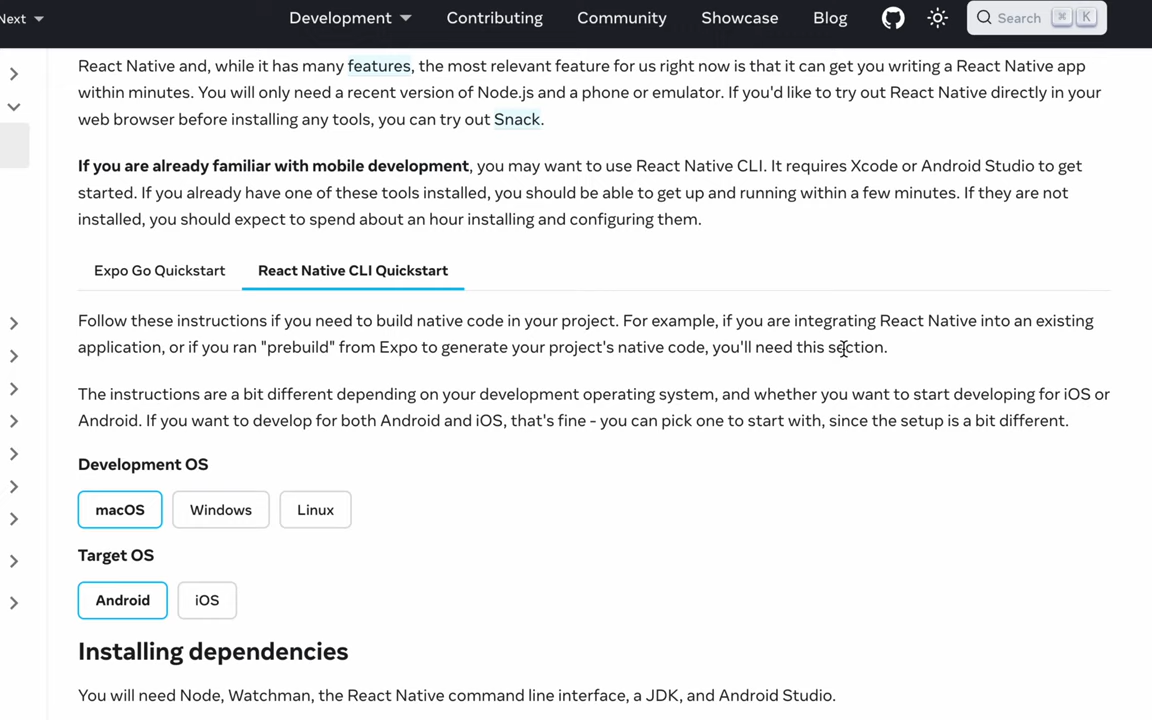 Next Development Contributing Community Showcase Blog Search ⌘ K
React Native and, while it has many features, the most relevant feature for us right now is that it can get you writing a React Native app
within minutes. You will only need a recent version of Node.js and a phone or emulator. If you'd like to try out React Native directly in your
web browser before installing any tools, you can try out Snack.
If you are already familiar with mobile development, you may want to use React Native CLI. It requires Xcode or Android Studio to get
started. If you already have one of these tools installed, you should be able to get up and running within a few minutes. If they are not
installed, you should expect to spend about an hour installing and configuring them.
Expo Go Quickstart React Native CLI Quickstart
Follow these instructions if you need to build native code in your project. For example, if you are integrating React Native into an existing
application, or if you ran "prebuild" from Expo to generate your project's native code, you'll need this section.
The instructions are a bit different depending on your development operating system, and whether you want to start developing for iOS or
Android. If you want to develop for both Android and iOS, that's fine - you can pick one to start with, since the setup is a bit different.
Development OS
macOS Windows Linux
Target OS
Android iOS
Installing dependencies
You will need Node, Watchman, the React Native command line interface, a JDK, and Android Studio.